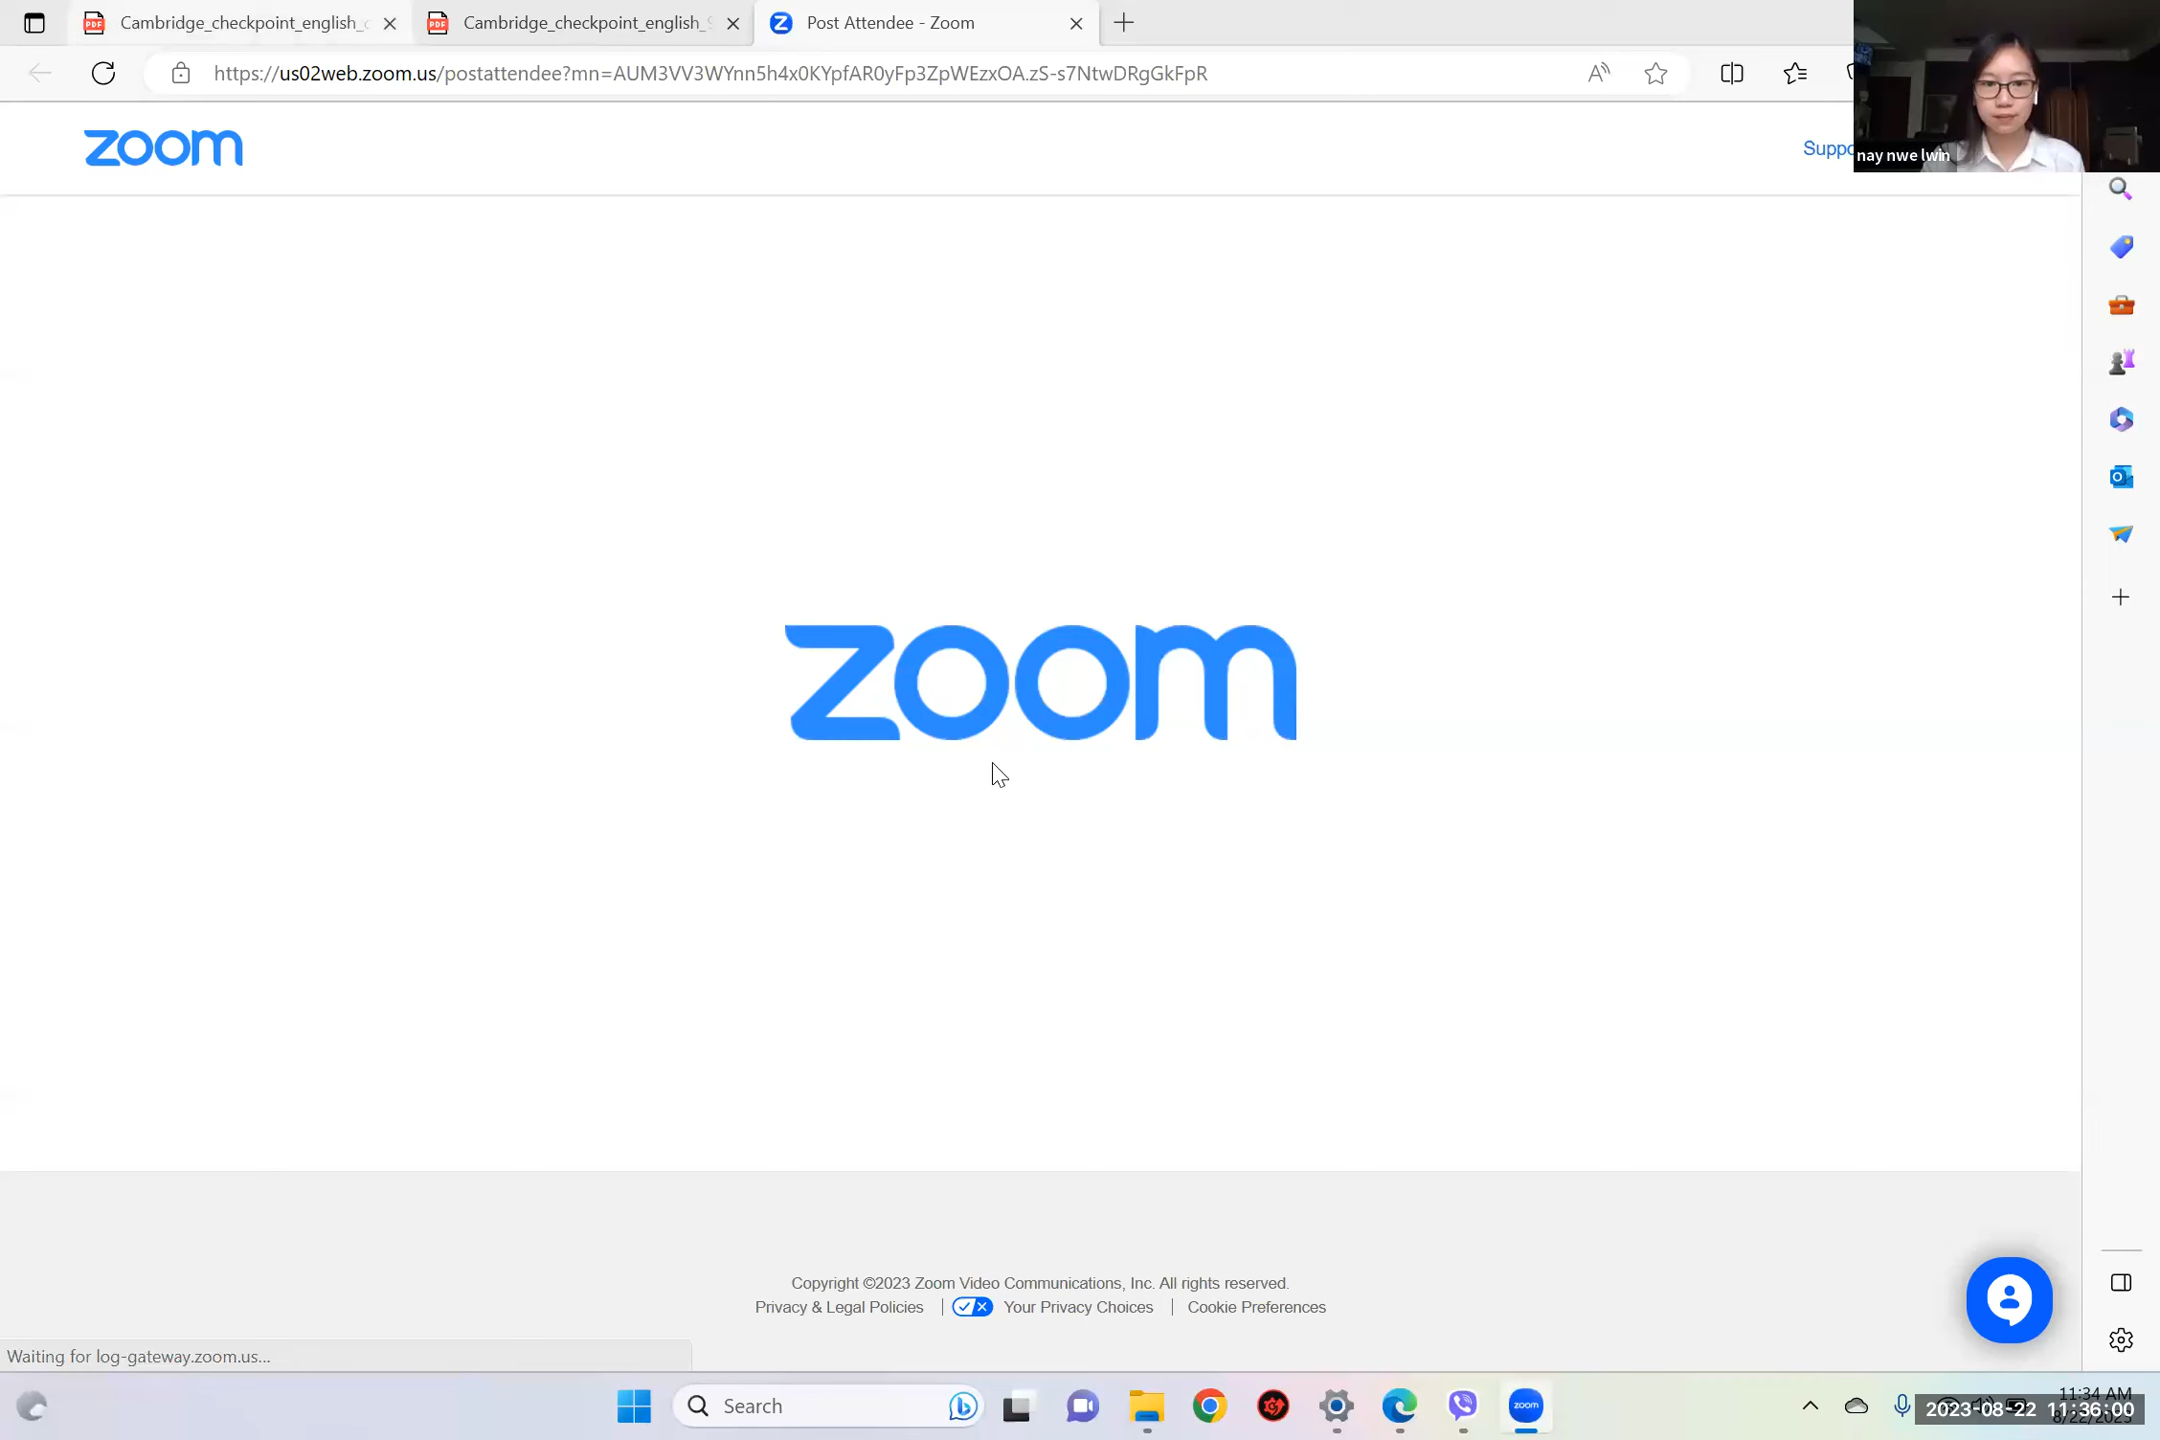 Cambridge_checkpoint_english_
Cambridge_checkpoint_english_
Post Attendee - Zoom
https://us02web.zoom.us/postattendee?mn=AUM3VV3WYnn5h4x0KYpfAR0yFp3ZpWEzxOA.zS-s7NtwDRgGkFpR
zoom
Suppo
nay nwe lwin
zoom
Copyright ©2023 Zoom Video Communications, Inc. All rights reserved.
Privacy & Legal Policies | Your Privacy Choices | Cookie Preferences
Waiting for log-gateway.zoom.us...
Search
zoom
11:34 AM
2023-08-22 11:36:00